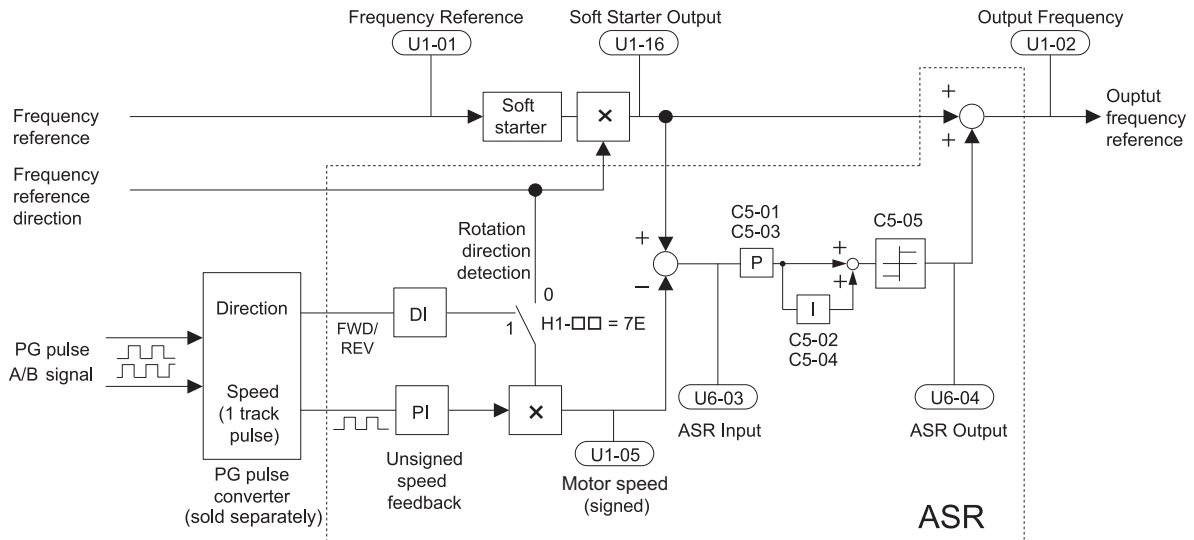 Frequency Reference
U1-01
Soft Starter Output
U1-16
Output Frequency
U1-02
Frequency
reference
Soft
starter
×
+
+
Ouptut
frequency
reference
Frequency
reference
direction
Rotation
direction
detection
C5-01
C5-03
C5-05
+
−
P
+
+
I
C5-02
C5-04
Direction
FWD/
REV
DI
0
1
H1-□□ = 7E
PG pulse
A/B signal
Speed
(1 track
pulse)
PI
×
U6-03
ASR Input
U6-04
ASR Output
U1-05
Motor speed
(signed)
Unsigned
speed
feedback
PG pulse
converter
(sold separately)
ASR